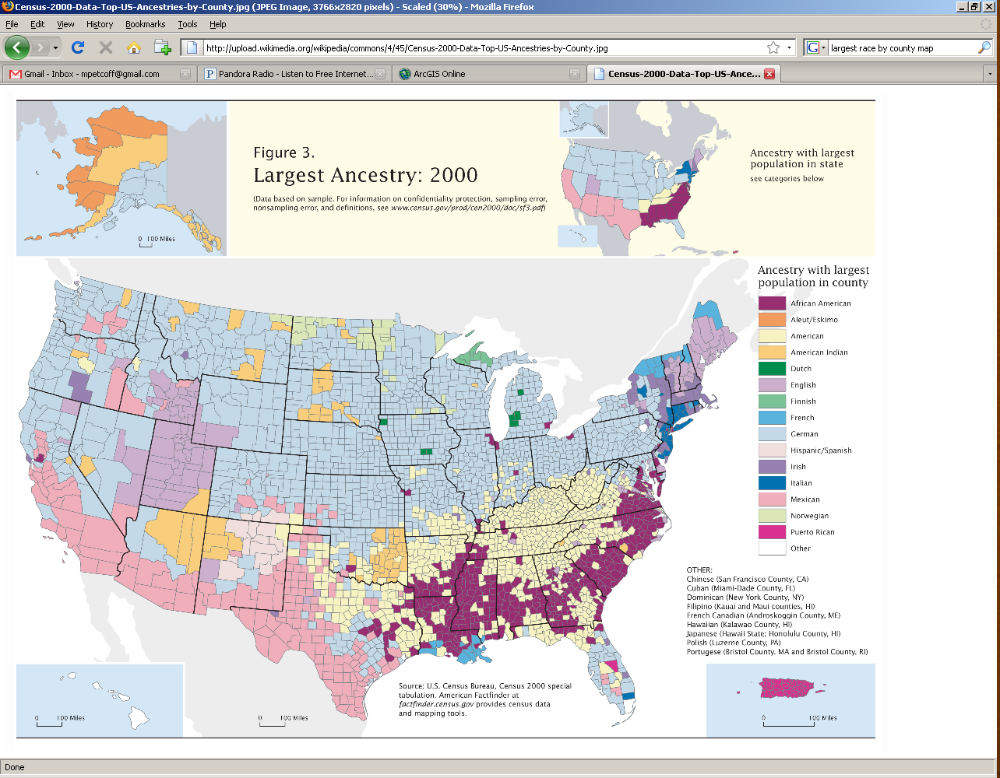 Census-2000-Data-Top-US-Ancestries-by-County.jpg (JPEG Image, 3766x2820 pixels) - Scaled (30%) - Mozilla Firefox
File Edit View History Bookmarks Tools Help
http://upload.wikimedia.org/wikipedia/commons/4/45/Census-2000-Data-Top-US-Ancestries-by-County.jpg
G
largest race by county map
Gmail - Inbox - mpetcoff@gmail.com
P Pandora Radio - Listen to Free Internet...
ArcGIS Online
Census-2000-Data-Top-US-Ance...
Figure 3.
Largest Ancestry: 2000
(Data based on sample. For information on confidentiality protection, sampling error,
nonsampling error, and definitions, see www.census.gov/prod/cen2000/doc/sf3.pdf)
0 100 Miles
Ancestry with largest
population in state
see categories below
Ancestry with largest
population in county
African American
Aleut/Eskimo
American
American Indian
Dutch
English
Finnish
French
German
Hispanic/Spanish
Irish
Italian
Mexican
Norwegian
Puerto Rican
Other
OTHER:
Chinese (San Francisco County, CA)
Cuban (Miami-Dade County, FL)
Dominican (New York County, NY)
Filipino (Kauai and Maui counties, HI)
French Canadian (Androskoggin County, ME)
Hawaiian (Kalawao County, HI)
Japanese (Hawaii State; Honolulu County, HI)
Polish (Luzerne County, PA)
Portugese (Bristol County, MA and Bristol County, RI)
Source: U.S. Census Bureau, Census 2000 special
tabulation. American Factfinder at
factfinder.census.gov provides census data
and mapping tools.
0 100 Miles
0 100 Miles
0 100 Miles
Done